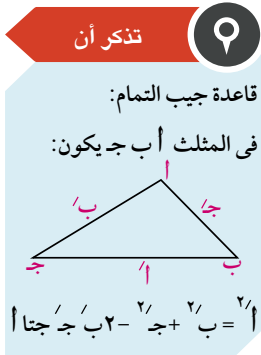 تذكر أن
قاعدة جيب التمام:
فى المثلث أ ب جـ يكون:
أ
ب/ جـ/
جـ أ/ ب
أ/٢ = ب/٢ + جـ/٢ - ٢ب/ جـ/ جتا أ